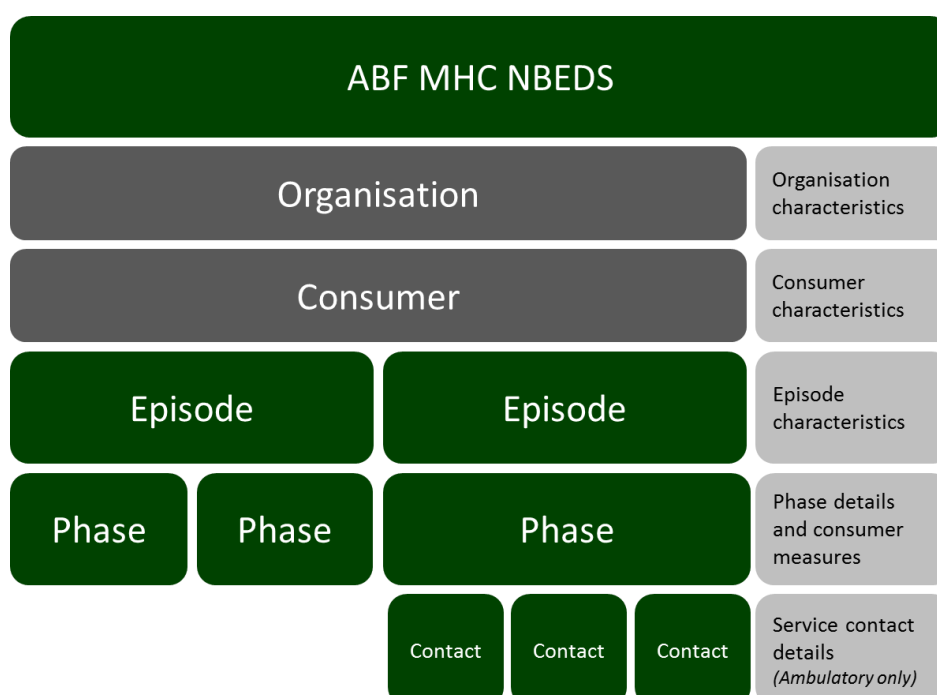 ABF MHC NBEDS
Organisation
Organisation
characteristics
Consumer
Consumer
characteristics
Episode
Episode
Episode
characteristics
Phase
Phase
Phase
Phase details
and consumer
measures
Contact
Contact
Contact
Service contact
details
(Ambulatory only)